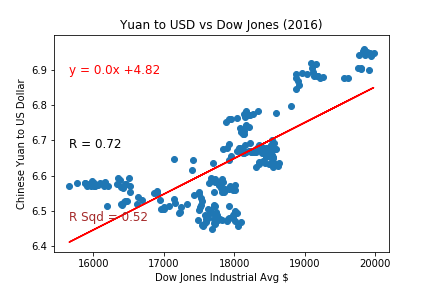 Yuan to USD vs Dow Jones (2016)
y = 0.0x +4.82
R = 0.72
R Sqd = 0.52
Chinese Yuan to US Dollar
6.9
6.8
6.7
6.6
6.5
6.4
16000 17000 18000 19000 20000
Dow Jones Industrial Avg $